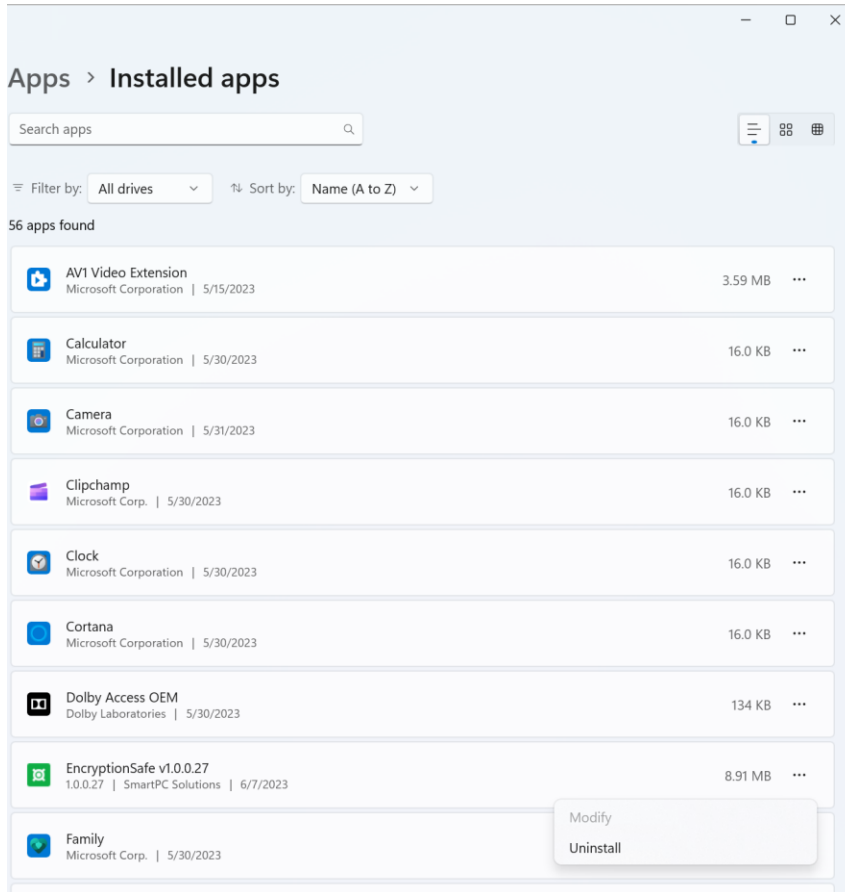 Apps > Installed apps
Search apps
Filter by: All drives Sort by: Name (A to Z)
56 apps found
AV1 Video Extension
Microsoft Corporation | 5/15/2023
3.59 MB
Calculator
Microsoft Corporation | 5/30/2023
16.0 KB
Camera
Microsoft Corporation | 5/31/2023
16.0 KB
Clipchamp
Microsoft Corp. | 5/30/2023
16.0 KB
Clock
Microsoft Corporation | 5/30/2023
16.0 KB
Cortana
Microsoft Corporation | 5/30/2023
16.0 KB
Dolby Access OEM
Dolby Laboratories | 5/30/2023
134 KB
EncryptionSafe v1.0.0.27
1.0.0.27 | SmartPC Solutions | 6/7/2023
8.91 MB
Modify
Uninstall
Family
Microsoft Corp. | 5/30/2023